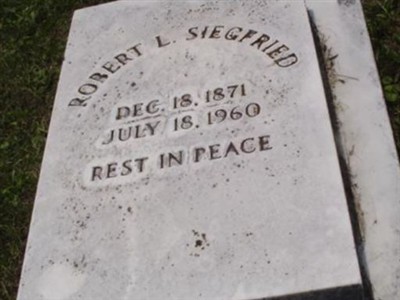 ROBERT L. SIEGFRIED
DEC. 18. 1871
JULY 18. 1960
REST IN PEACE